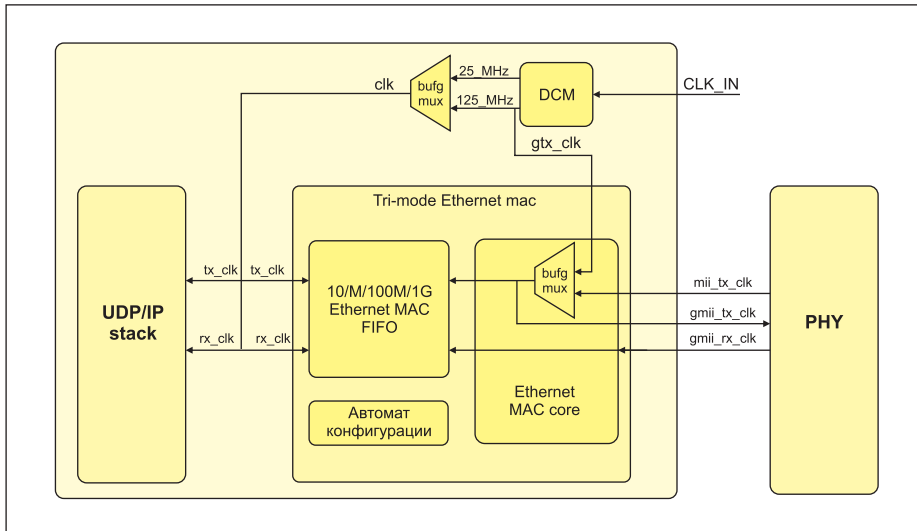 clk
bufg
mux
25_MHz
125_MHz
DCM
CLK_IN
gtx_clk
Tri-mode Ethernet mac
UDP/IP
stack
tx_clk
tx_clk
rx_clk
rx_clk
10/M/100M/1G
Ethernet MAC
FIFO
Автомат
конфигурации
bufg
mux
Ethernet
MAC core
mii_tx_clk
gmii_tx_clk
gmii_rx_clk
PHY